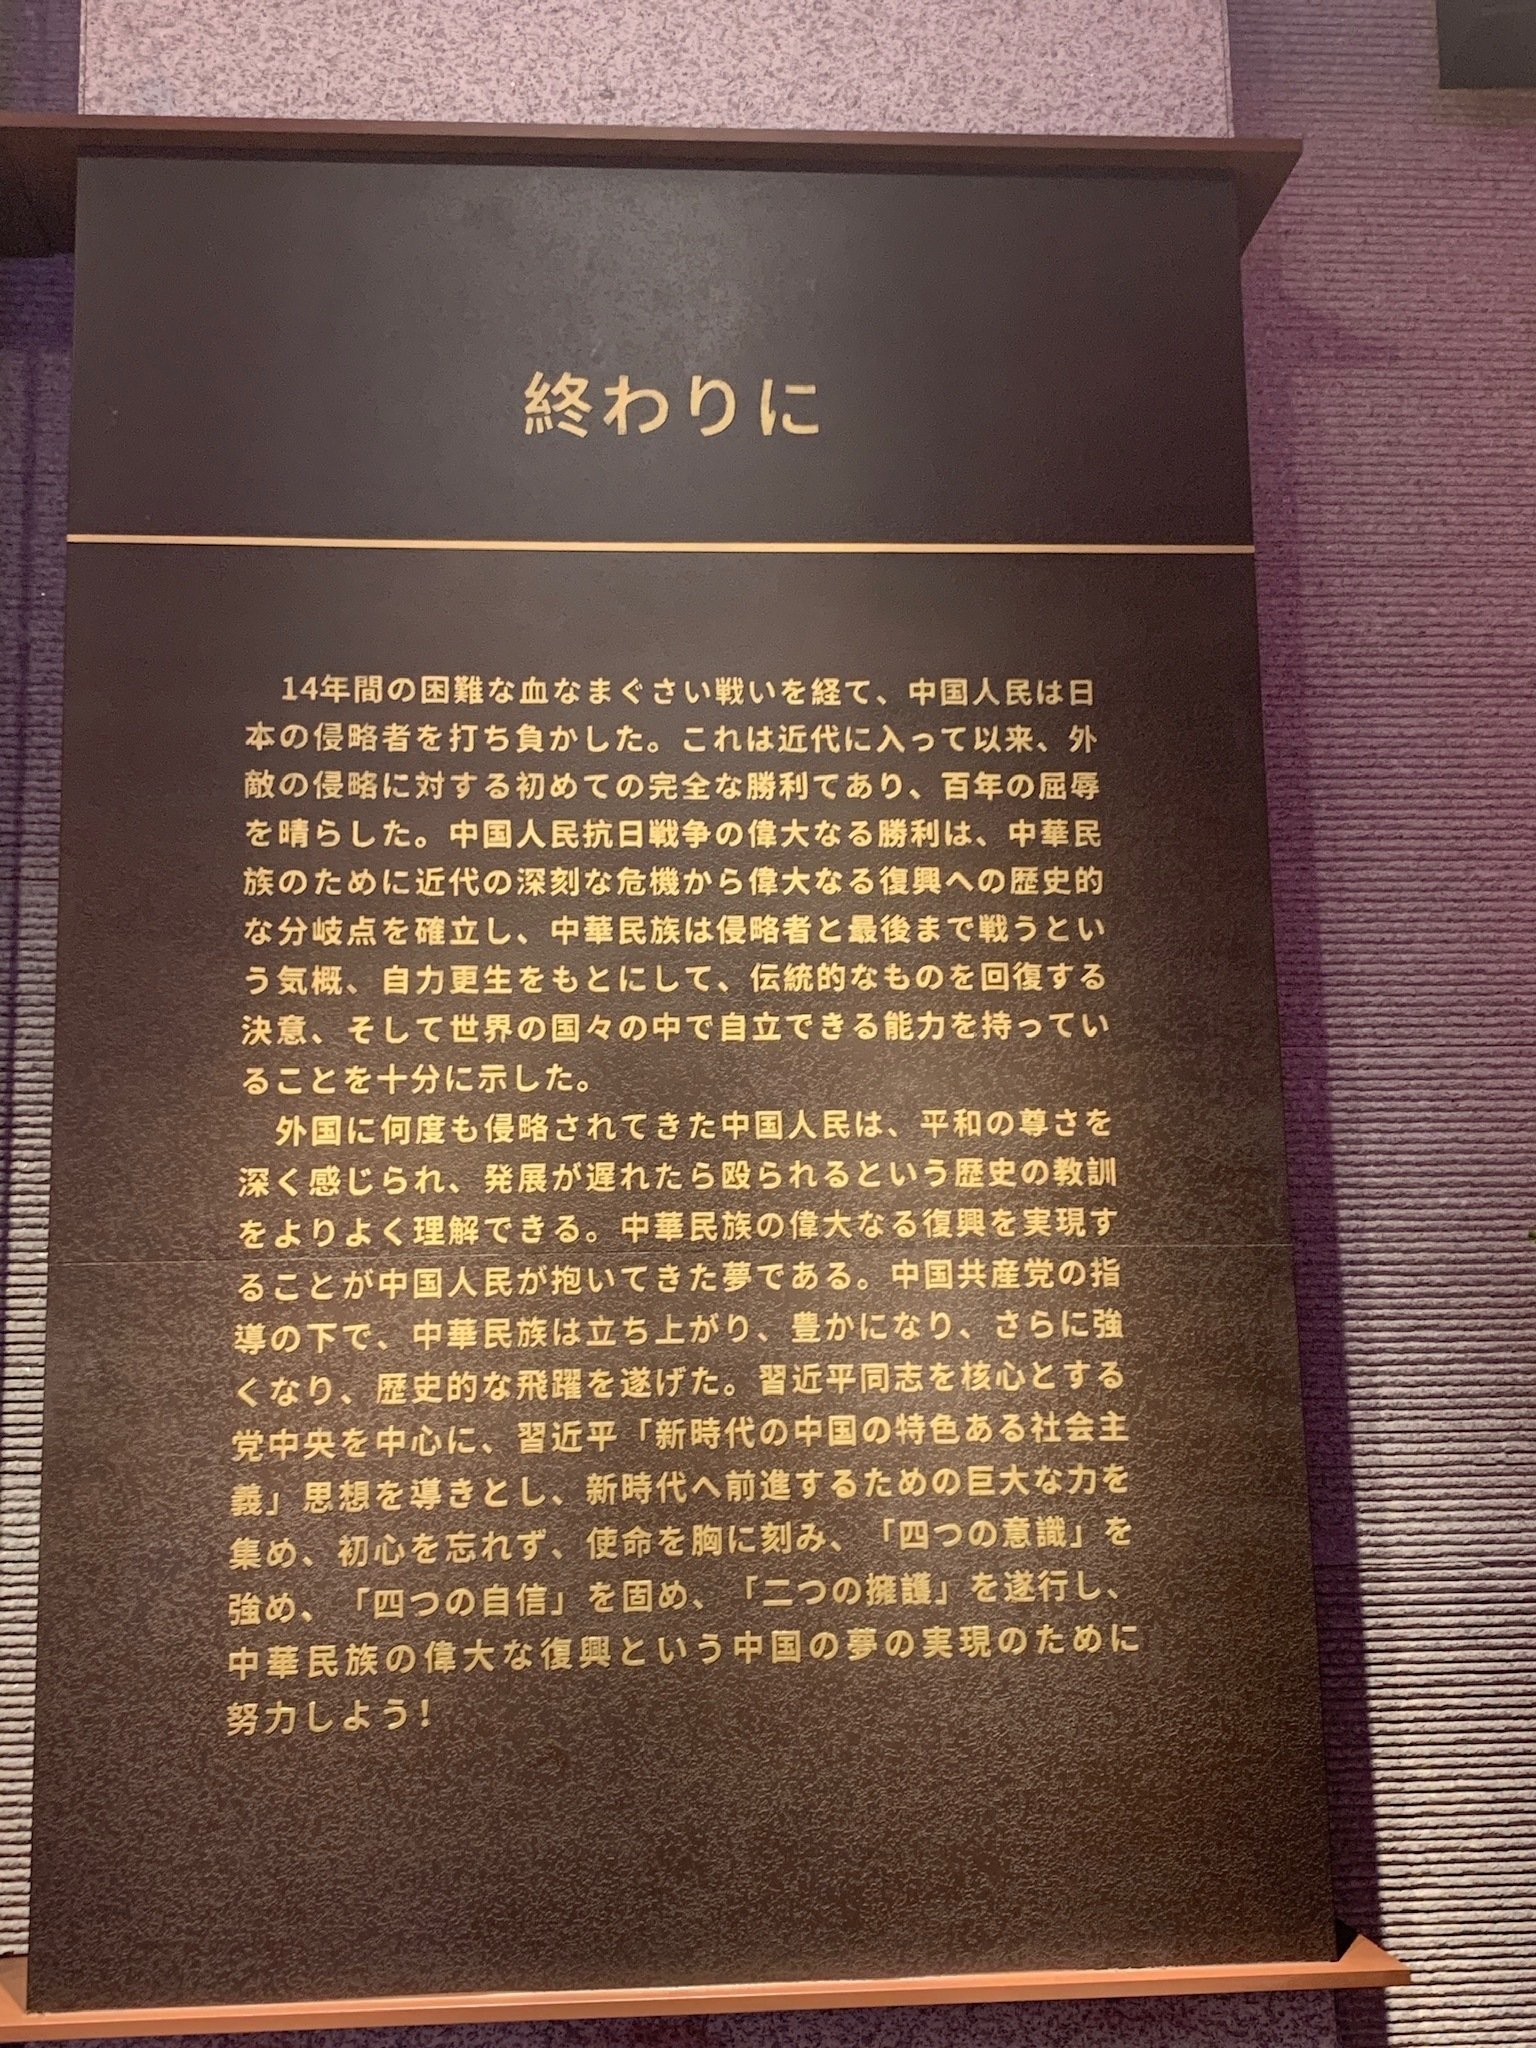 終わりに
14年間の困難な血なまぐさい戦いを経て、中国人民は日
本の侵略者を打ち負かした。これは近代に入って以来、外
敵の侵略に対する初めての完全な勝利てあり、百年の屈辱
を晴らした。中国人民抗日戦争の偉大なる勝利は、中華民
族のために近代の深刻な危機から偉大なる復興への歴史的
な分岐点を確立し、中華民族は侵略者と最後まで戦うとい
う気概、自力更生をもとにして、伝統的なものを回復する
決意、そして世界の国々の中で自立できる能力を持ってい
ることを十分に示した。
外国に何度も侵略されてきた中国人民は、平和の尊さを
深く感じられ、発展が遅れたら殴られるという歴史の教訓
をよりよく理解できる。中華民族の偉大なる復興を実現す
ることが中国人民が抱いてきた夢である。中国共産党の指
導の下で、中華民族は立ち上がり、豊かになり、さらに強
くなり、歴史的な飛躍を遂げた。習近平同志を核心とする
党中央を中心に、習近平「新時代の中国の特色ある社会主
義」思想を導きとし、新時代へ前進するための巨大な力を
集め、初心を忘れず、使命を胸に刻み、「四つの意識」を
強め、「四つの自信」を固め、「二つの擁護」を遂行し、
中華民族の偉大な復興という中国の夢の実現のために
努力しよう！